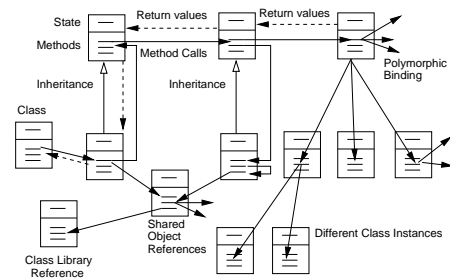 State
Return values
Return values
Methods
Method Calls
Polymorphic
Binding
Inheritance
Inheritance
Class
Shared
Object
References
Different Class Instances
Class Library
Reference